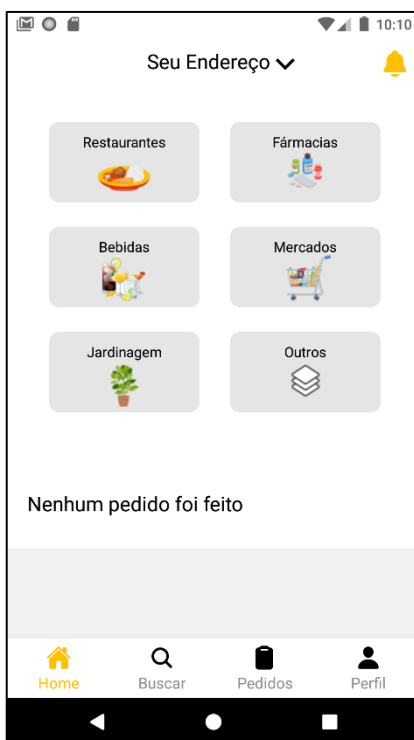 10:10
Seu Endereço
Restaurantes
Fármacias
Bebidas
Mercados
Jardinagem
Outros
Nenhum pedido foi feito
Home
Buscar
Pedidos
Perfil